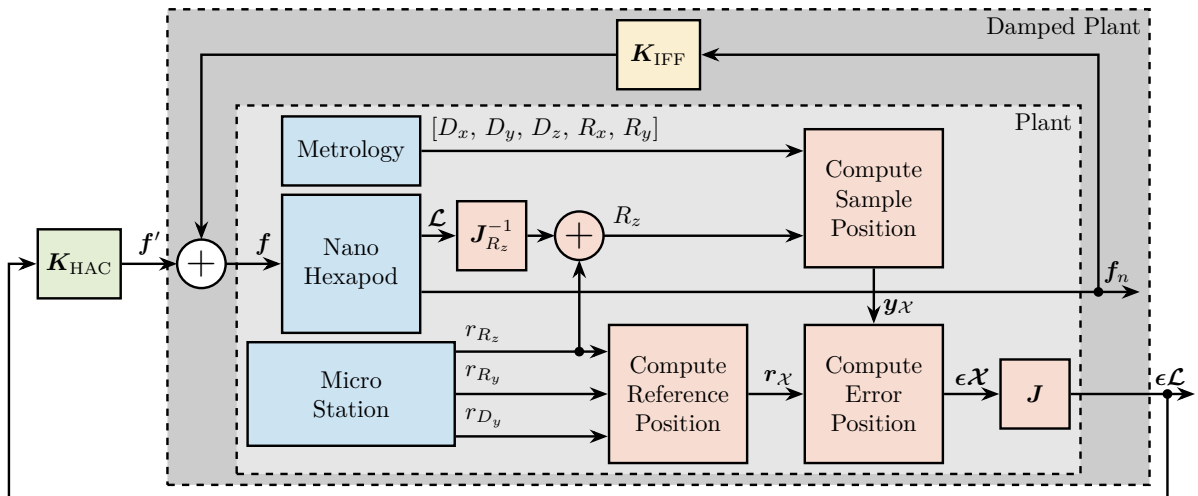 Damped Plant
K_IFF
Plant
[D_x, D_y, D_z, R_x, R_y]
Metrology
Compute
Sample
Position
𝓛
J_{R_z}^{-1}
+
R_z
Nano
Hexapod
K_HAC
f′
+
f
f_n
y_𝒳
r_{R_z}
r_{R_y}
r_{D_y}
Micro
Station
Compute
Reference
Position
r_𝒳
Compute
Error
Position
ϵ𝒳
J
ϵ𝓛